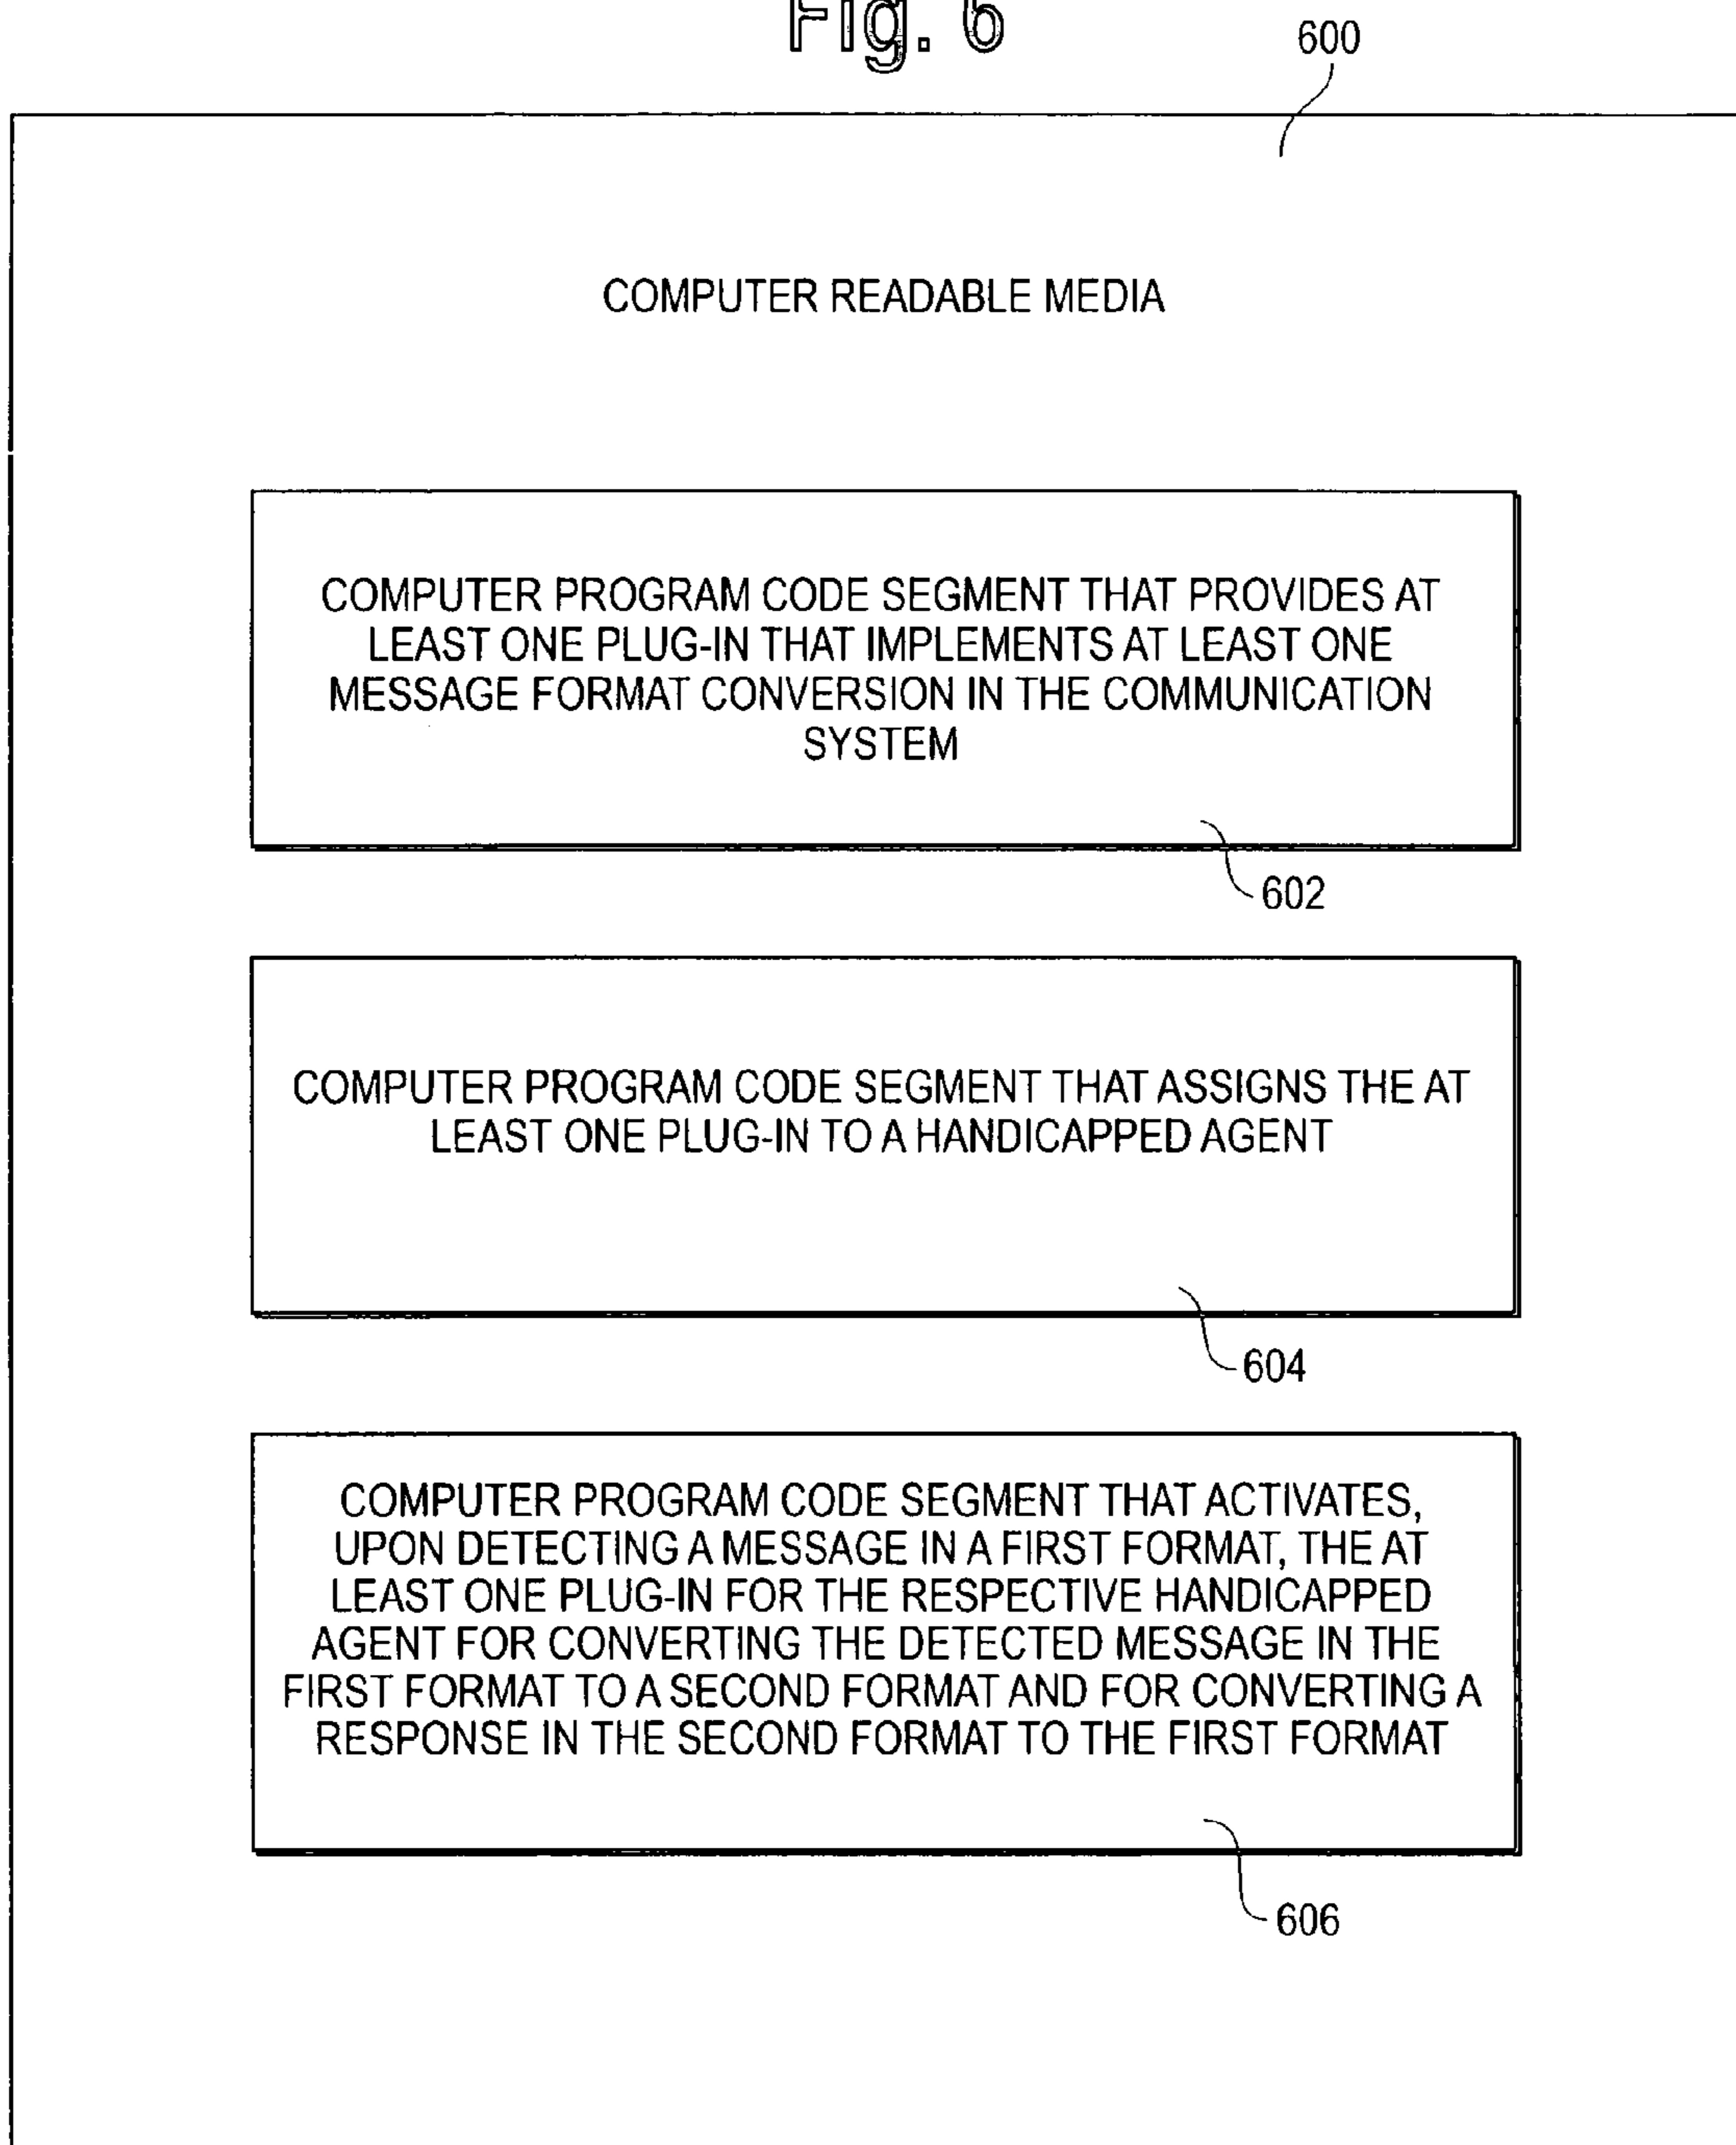 Fig. 6
600
COMPUTER READABLE MEDIA
COMPUTER PROGRAM CODE SEGMENT THAT PROVIDES AT
LEAST ONE PLUG-IN THAT IMPLEMENTS AT LEAST ONE
MESSAGE FORMAT CONVERSION IN THE COMMUNICATION
SYSTEM
602
COMPUTER PROGRAM CODE SEGMENT THAT ASSIGNS THE AT
LEAST ONE PLUG-IN TO A HANDICAPPED AGENT
604
COMPUTER PROGRAM CODE SEGMENT THAT ACTIVATES,
UPON DETECTING A MESSAGE IN A FIRST FORMAT, THE AT
LEAST ONE PLUG-IN FOR THE RESPECTIVE HANDICAPPED
AGENT FOR CONVERTING THE DETECTED MESSAGE IN THE
FIRST FORMAT TO A SECOND FORMAT AND FOR CONVERTING A
RESPONSE IN THE SECOND FORMAT TO THE FIRST FORMAT
606